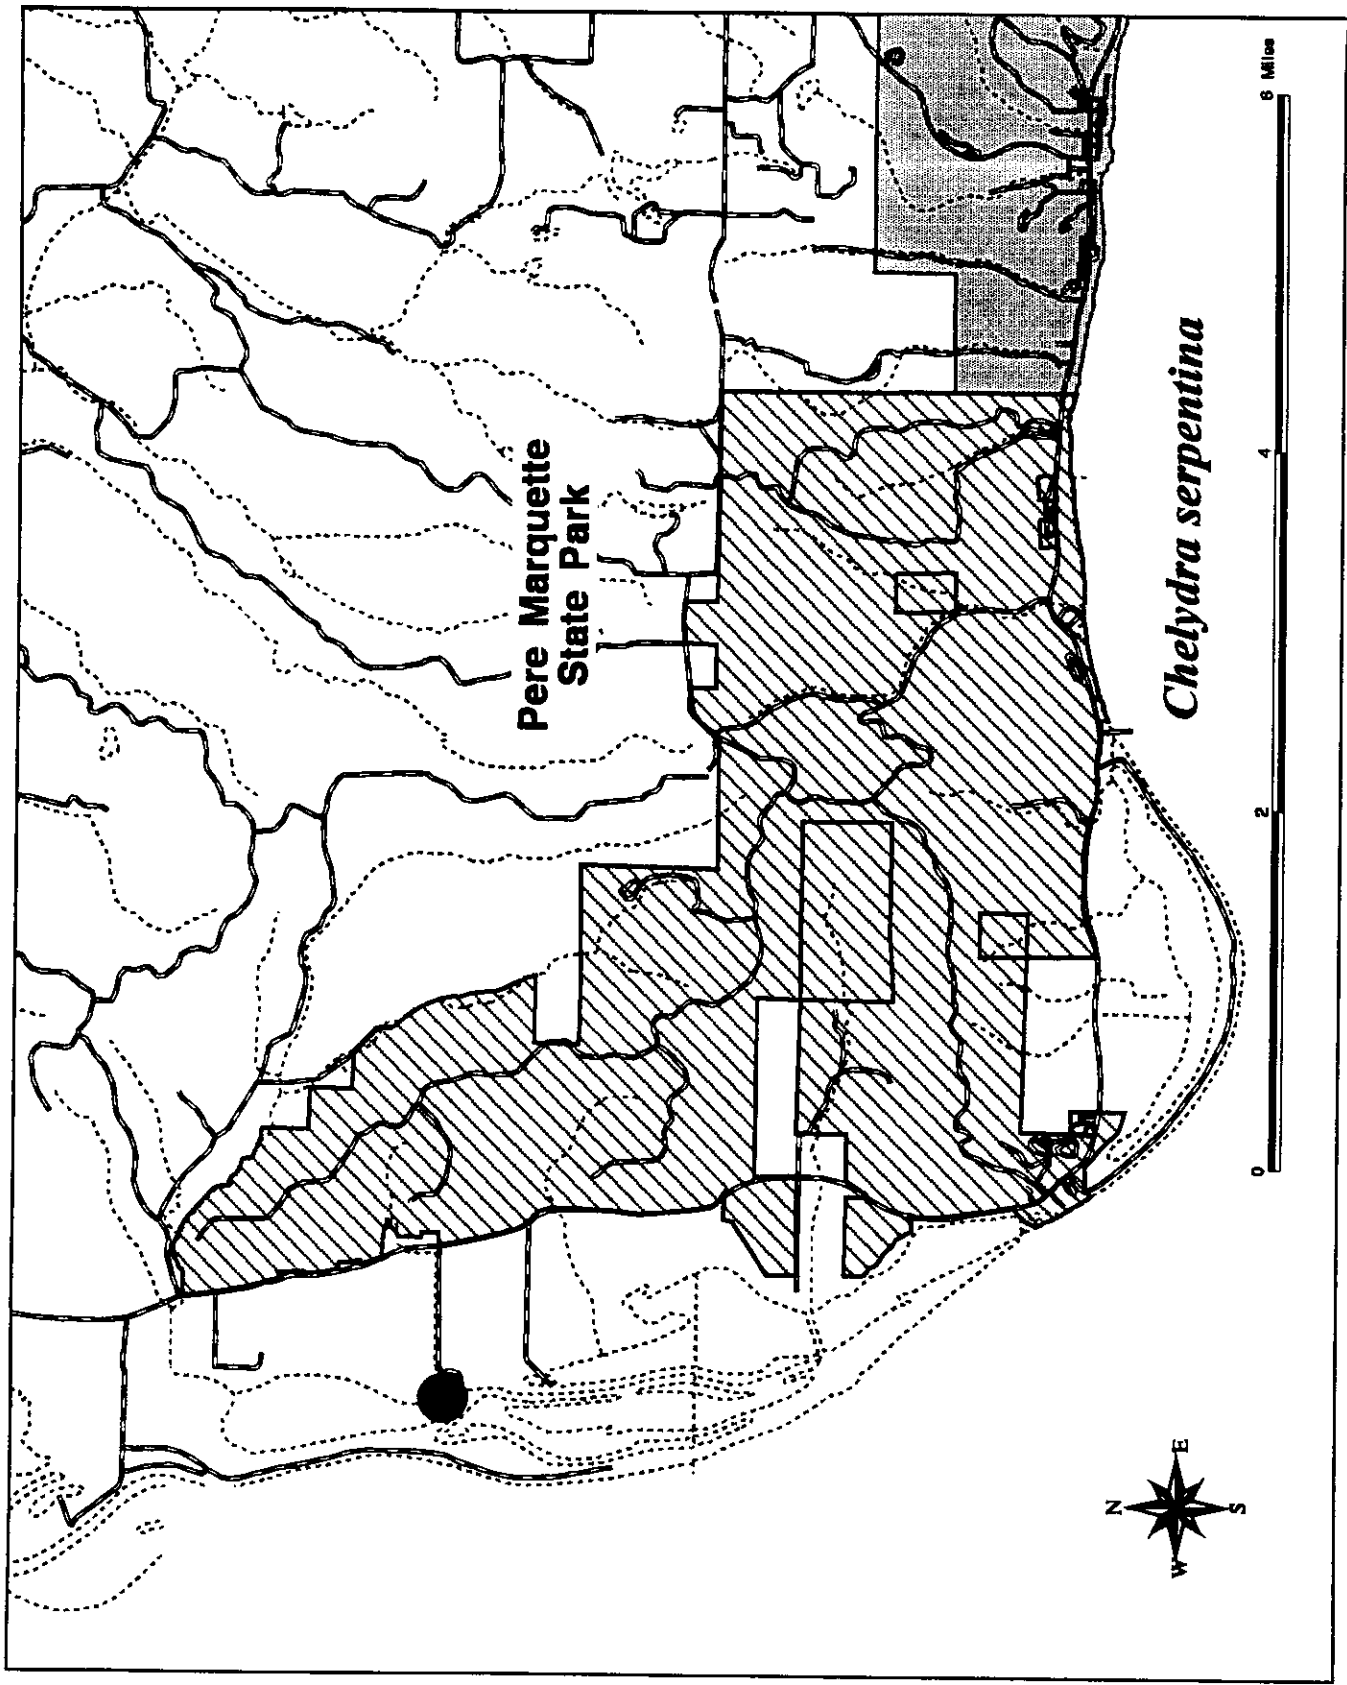 Pere Marquette
State Park
Chelydra serpentina
0 2 4 6 Miles
N
W E
S